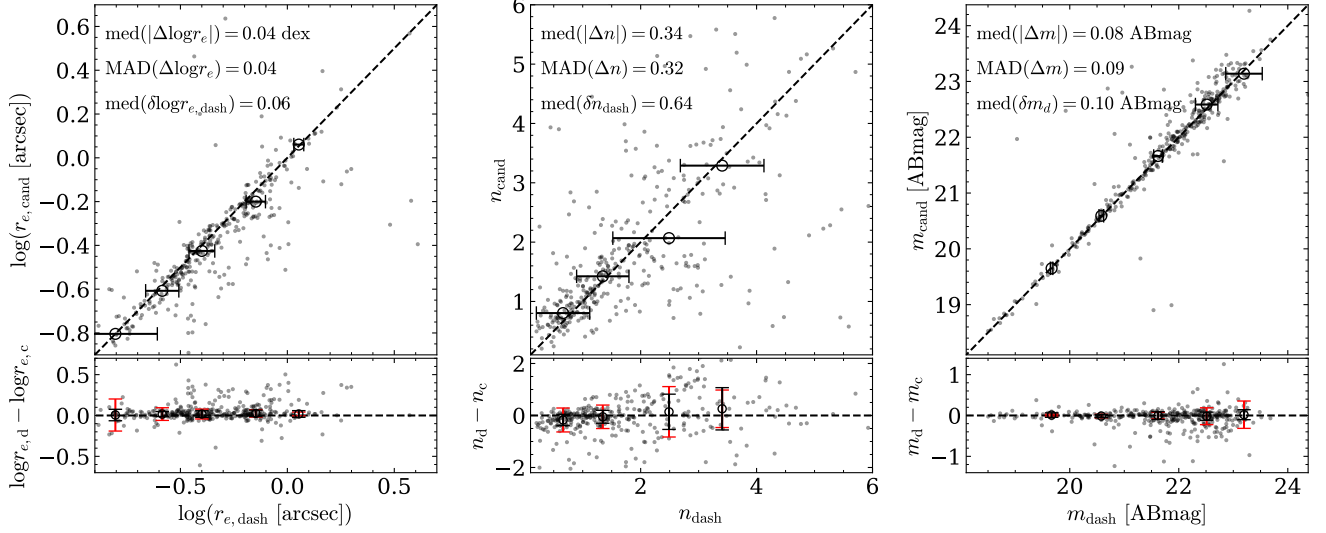 med(|Δlogr_e|) = 0.04 dex
MAD(Δlogr_e) = 0.04
med(δlogr_e,dash) = 0.06
0.6
0.4
0.2
0.0
−0.2
−0.4
−0.6
−0.8
log(r_e,cand [arcsec])
0.5
0.0
−0.5
logr_e,d − logr_e,c
−0.5
0.0
0.5
log(r_e,dash [arcsec])
med(|Δn|) = 0.34
MAD(Δn) = 0.32
med(δn_dash) = 0.64
6
5
4
3
2
1
n_cand
2
0
−2
n_d − n_c
2
4
6
n_dash
med(|Δm|) = 0.08 ABmag
MAD(Δm) = 0.09
med(δm_d) = 0.10 ABmag
24
23
22
21
20
19
m_cand [ABmag]
1
0
−1
m_d − m_c
20
22
24
m_dash [ABmag]